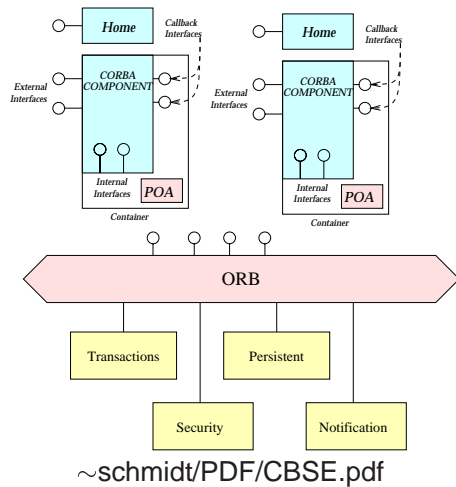 Home
Callback
Interfaces
Home
Callback
Interfaces
External
Interfaces
CORBA
COMPONENT
External
Interfaces
CORBA
COMPONENT
Internal
Interfaces
POA
Container
Internal
Interfaces
POA
Container
ORB
Transactions
Persistent
Security
Notification
~schmidt/PDF/CBSE.pdf